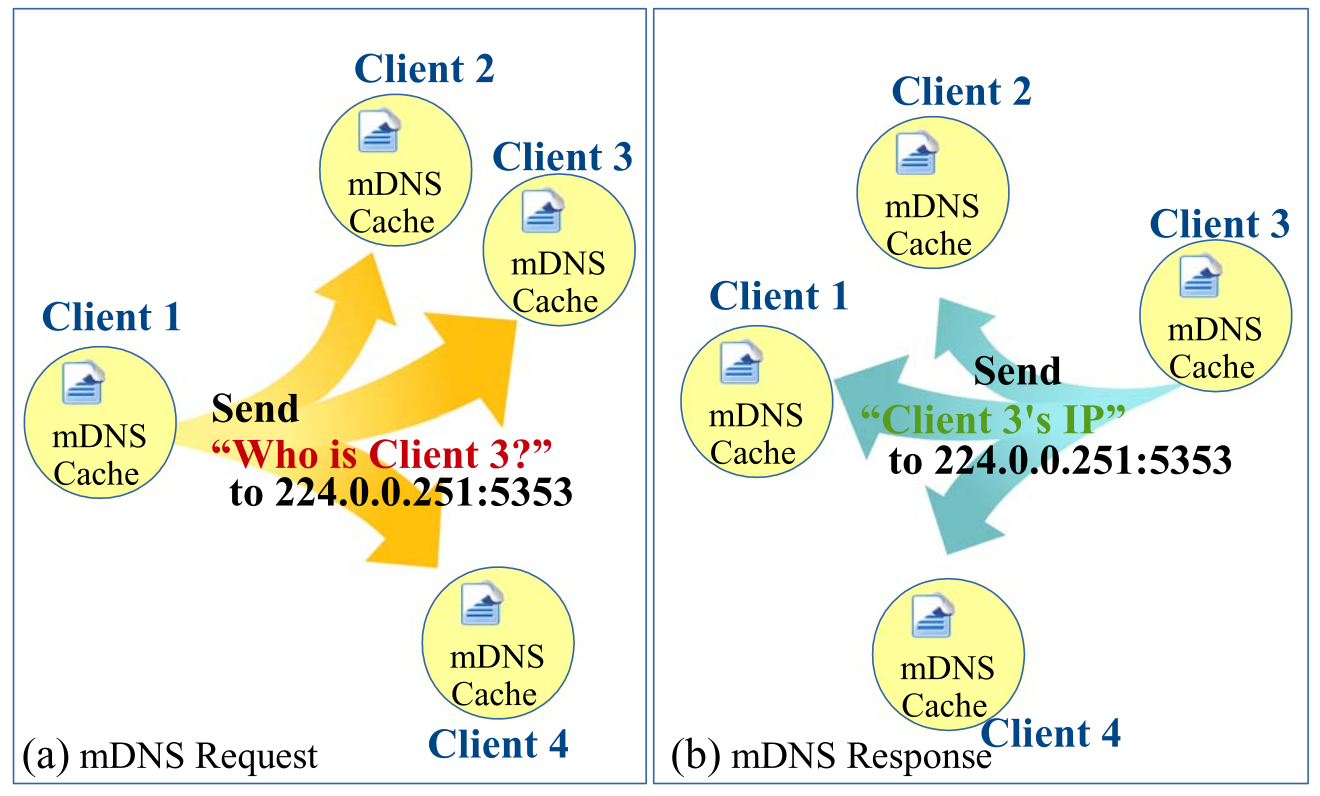 Client 2
mDNS
Cache
Client 3
mDNS
Cache
Client 1
mDNS
Cache
Send
“Who is Client 3?”
to 224.0.0.251:5353
mDNS
Cache
Client 4
(a) mDNS Request
Client 2
mDNS
Cache
Client 3
mDNS
Cache
Client 1
mDNS
Cache
Send
“Client 3's IP”
to 224.0.0.251:5353
mDNS
Cache
Client 4
(b) mDNS Response